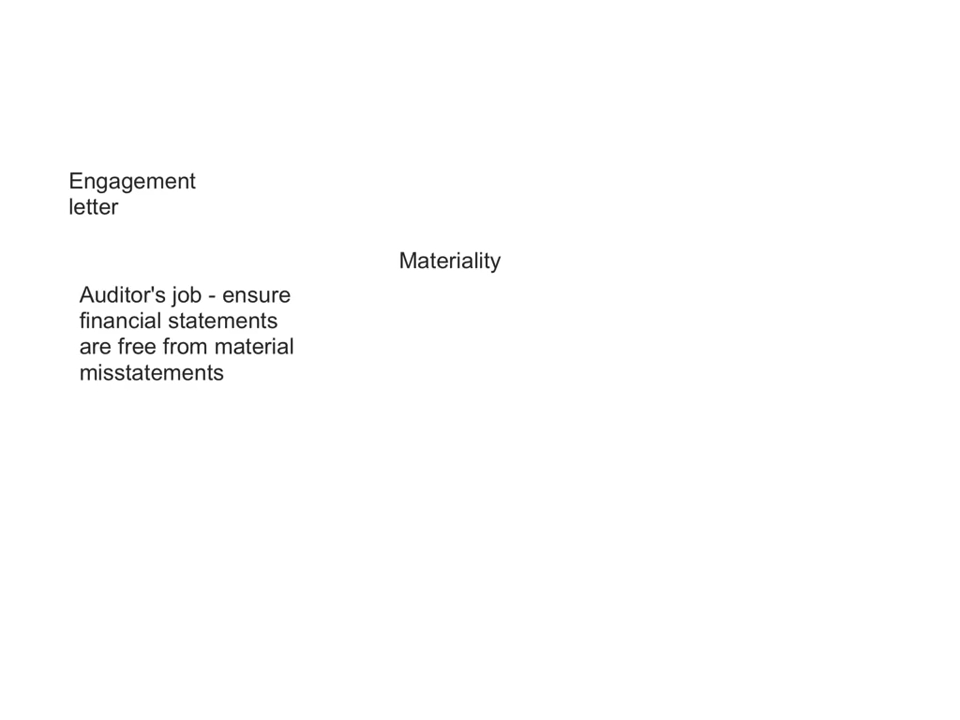 Engagement
letter
Materiality
Auditor's job - ensure
financial statements
are free from material
misstatements